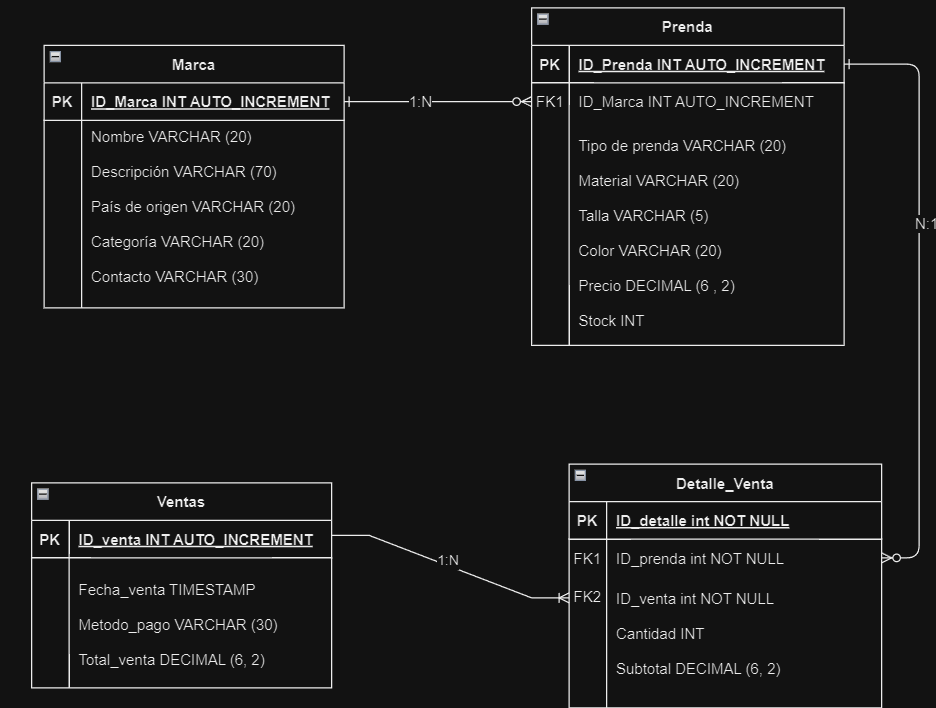 Marca
PK ID_Marca INT AUTO_INCREMENT
Nombre VARCHAR (20)
Descripción VARCHAR (70)
País de origen VARCHAR (20)
Categoría VARCHAR (20)
Contacto VARCHAR (30)
1:N
Prenda
PK ID_Prenda INT AUTO_INCREMENT
FK1 ID_Marca INT AUTO_INCREMENT
Tipo de prenda VARCHAR (20)
Material VARCHAR (20)
Talla VARCHAR (5)
Color VARCHAR (20)
Precio DECIMAL (6 , 2)
Stock INT
N:1
Ventas
PK ID_venta INT AUTO_INCREMENT
Fecha_venta TIMESTAMP
Metodo_pago VARCHAR (30)
Total_venta DECIMAL (6, 2)
1:N
Detalle_Venta
PK ID_detalle int NOT NULL
FK1 ID_prenda int NOT NULL
FK2 ID_venta int NOT NULL
Cantidad INT
Subtotal DECIMAL (6, 2)